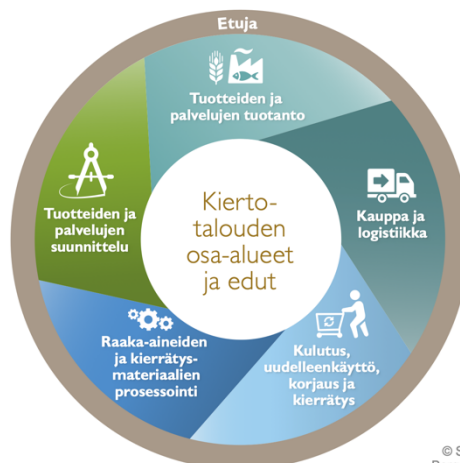 Etuja
Tuotteiden ja
palvelujen tuotanto
Kauppa ja
logistiikka
Kulutus,
uudelleenkäyttö,
korjaus ja
kierrätys
Raaka-aineiden
ja kierrätys-
materiaalien
prosessointi
Tuotteiden ja
palvelujen
suunnittelu
Kierto-
talouden
osa-alueet
ja edut
©